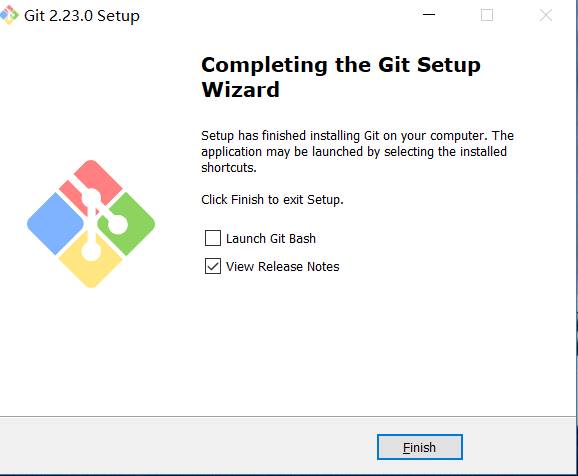 Git 2.23.0 Setup
Completing the Git Setup
Wizard
Setup has finished installing Git on your computer. The
application may be launched by selecting the installed
shortcuts.
Click Finish to exit Setup.
Launch Git Bash
View Release Notes
Finish